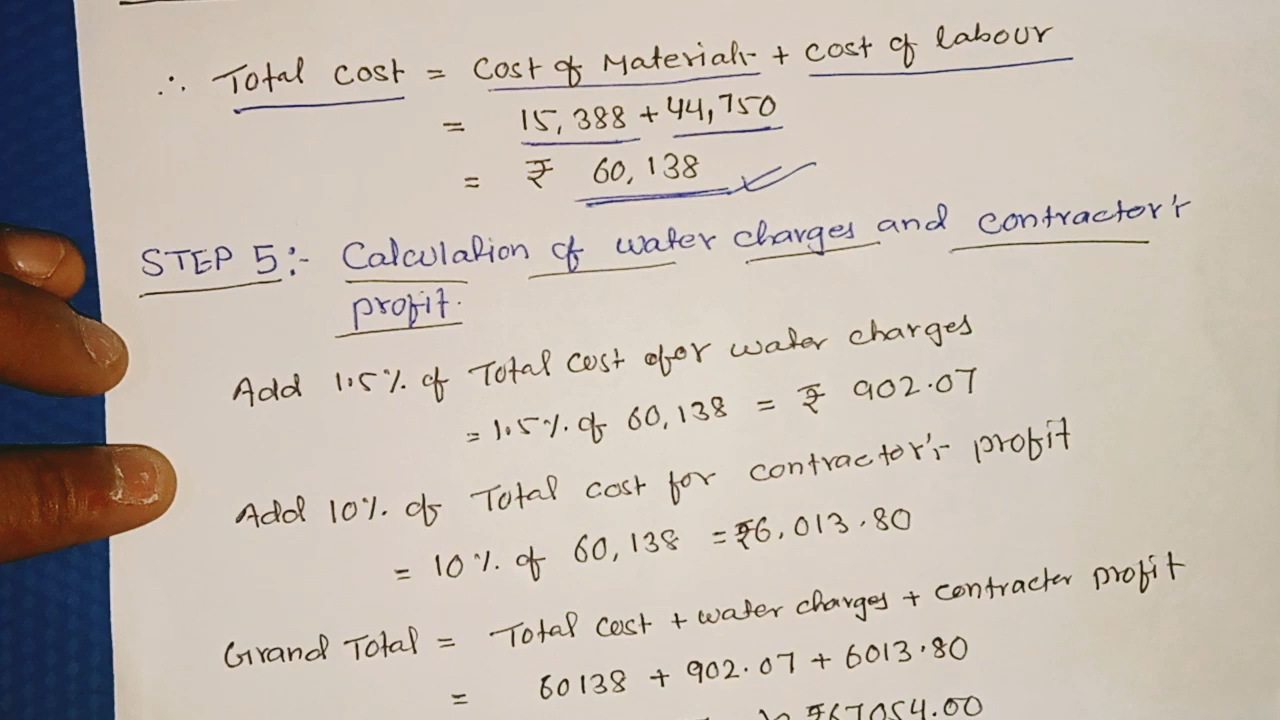 ∴ Total cost = Cost of Materials + cost of labour
= 15,388 + 44,750
= ₹ 60,138
STEP 5:- Calculation of water charges and contractor's
profit.
Add 1.5% of Total cost for water charges
= 1.5% of 60,138 = ₹ 902.07
Add 10% of Total cost for contractor's profit
= 10% of 60,138 = ₹6,013.80
Grand Total = Total cost + water charges + contracter profit
= 60138 + 902.07 + 6013.80
₹67054.00